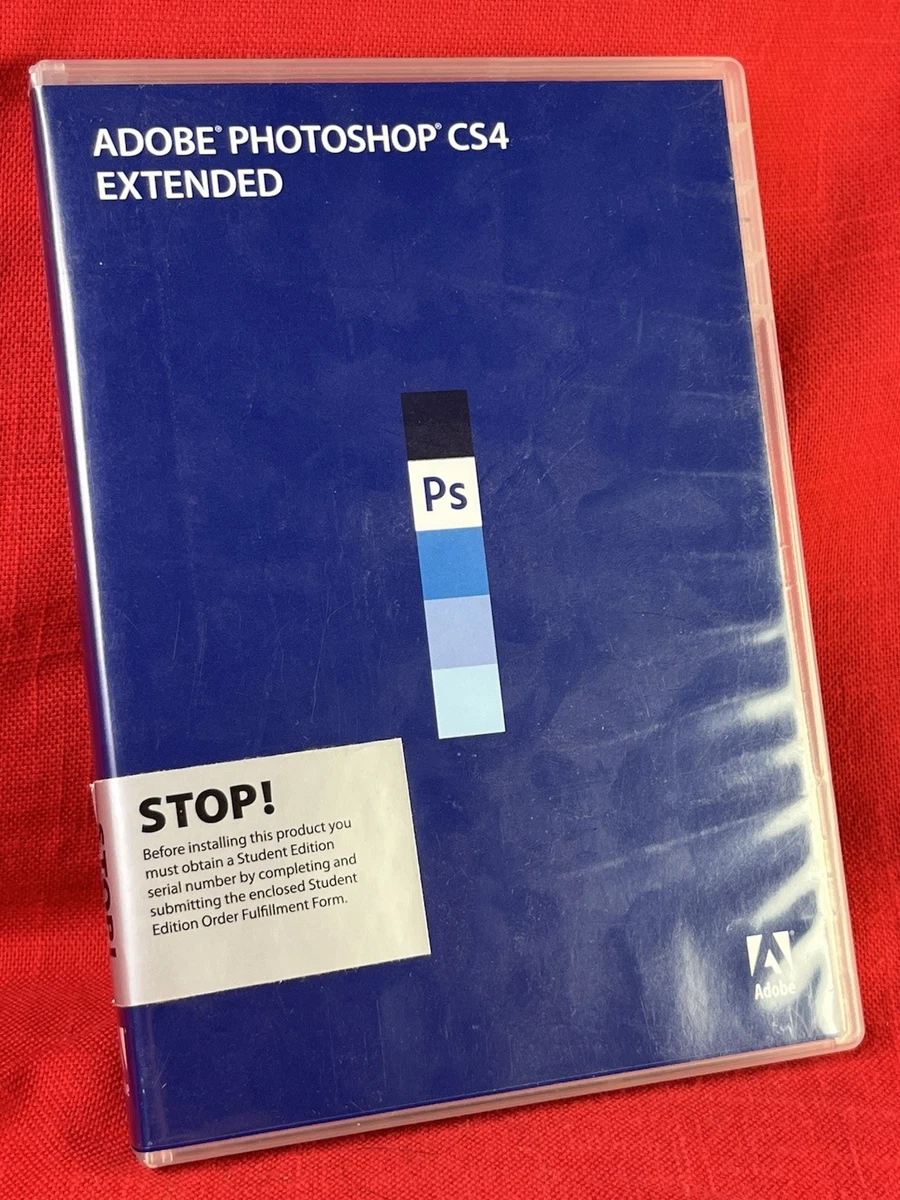 ADOBE® PHOTOSHOP® CS4
EXTENDED
Ps
STOP!
Before installing this product you
must obtain a Student Edition
serial number by completing and
submitting the enclosed Student
Edition Order Fulfillment Form.
STOP!
Adobe